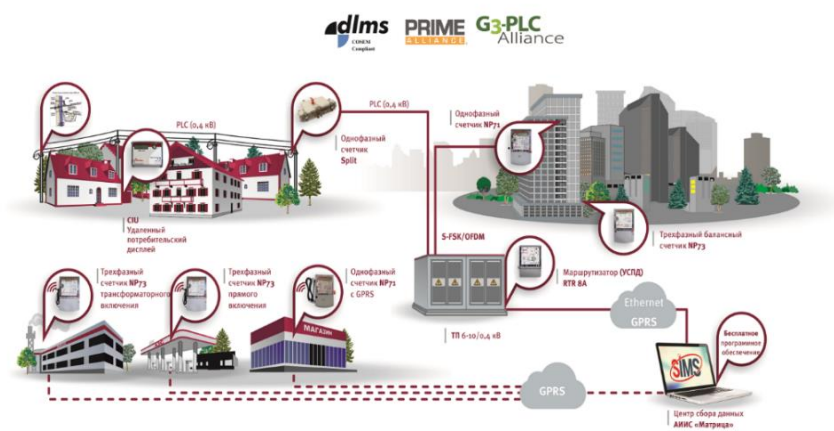 dlms
COSEM
Compliant
PRIME
ALLIANCE
G3-PLC
Alliance
PLC (0,4 кВ)
PLC (0,4 кВ)
Однофазный
счетчик
Split
Однофазный
счетчик NP71
CIU
Удаленный
потребительский
дисплей
S-FSK/OFDM
Трехфазный балансный
счетчик NP73
Трехфазный
счетчик NP73
трансформаторного
включения
Трехфазный
счетчик NP73
прямого
включения
Однофазный
счетчик NP71
с GPRS
Маршрутизатор (УСПД)
RTR 8A
МАГАЗИН
ТП 6-10/0,4 кВ
Ethernet
GPRS
Бесплатное
программное
обеспечение
SIMS
GPRS
Центр сбора данных
АИИС «Матрица»